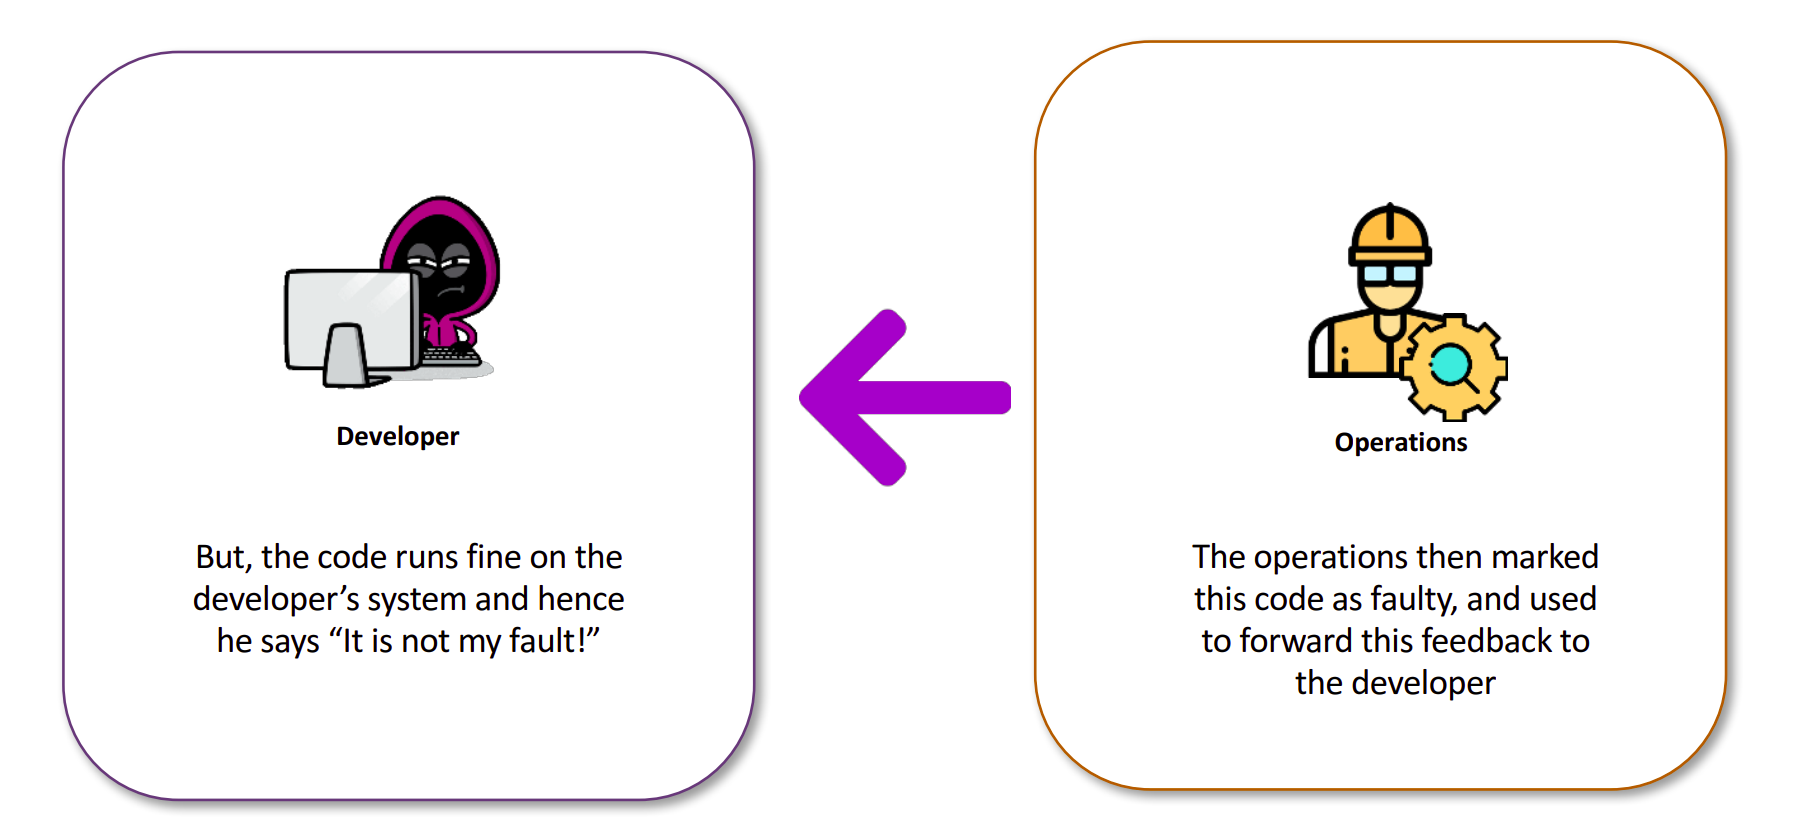 Developer
But, the code runs fine on the
developer’s system and hence
he says “It is not my fault!”
Operations
The operations then marked
this code as faulty, and used
to forward this feedback to
the developer